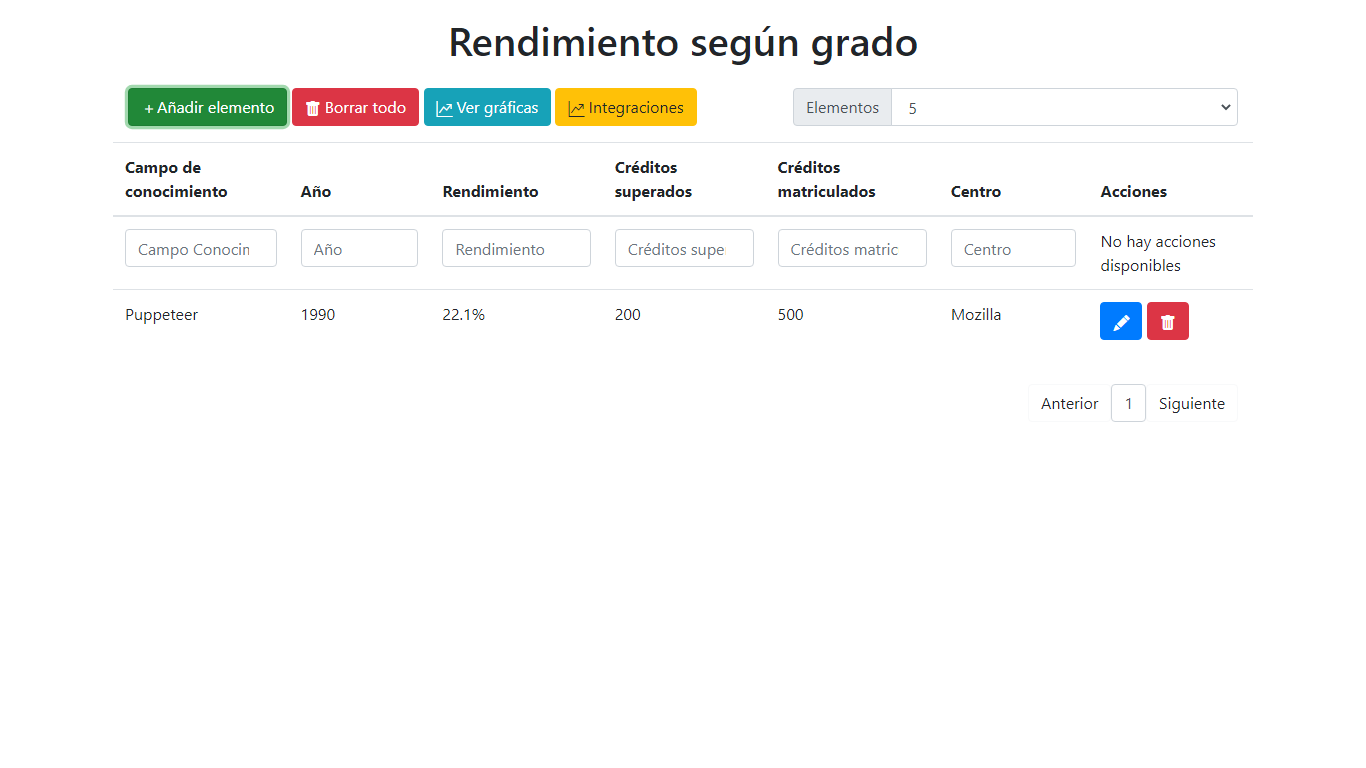 Rendimiento según grado
+ Añadir elemento Borrar todo Ver gráficas Integraciones Elementos 5
Campo de conocimiento Año Rendimiento Créditos superados Créditos matriculados Centro Acciones
Campo Conocin Año Rendimiento Créditos supe Créditos matric Centro No hay acciones disponibles
Puppeteer 1990 22.1% 200 500 Mozilla
Anterior 1 Siguiente